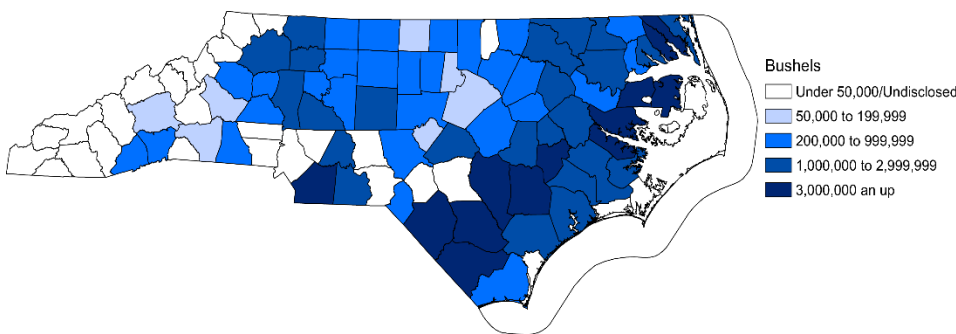 Bushels
Under 50,000/Undisclosed
50,000 to 199,999
200,000 to 999,999
1,000,000 to 2,999,999
3,000,000 an up